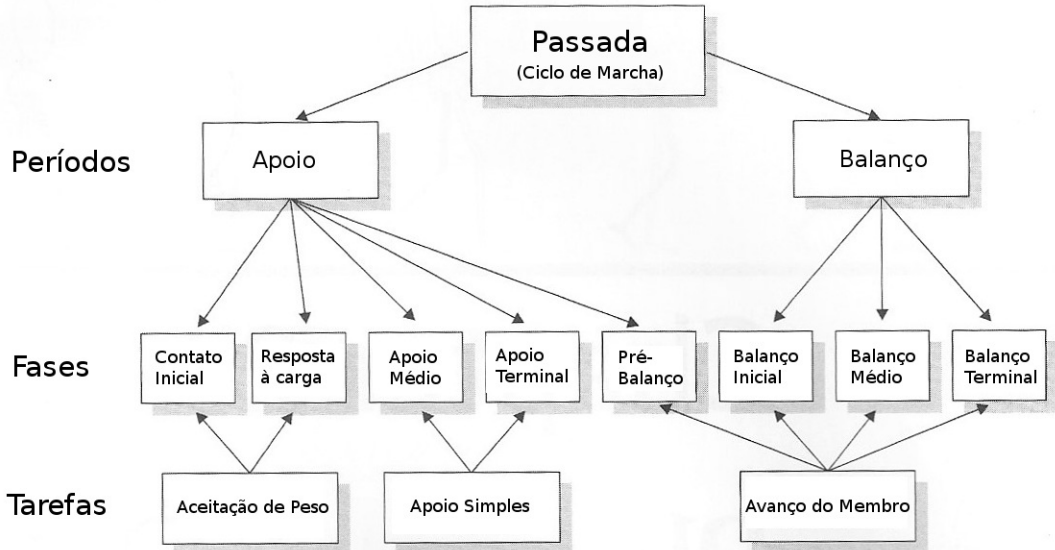 Passada
(Ciclo de Marcha)
Períodos
Apoio
Balanço
Fases
Contato
Inicial
Resposta
à carga
Apoio
Médio
Apoio
Terminal
Pré-
Balanço
Balanço
Inicial
Balanço
Médio
Balanço
Terminal
Tarefas
Aceitação de Peso
Apoio Simples
Avanço do Membro